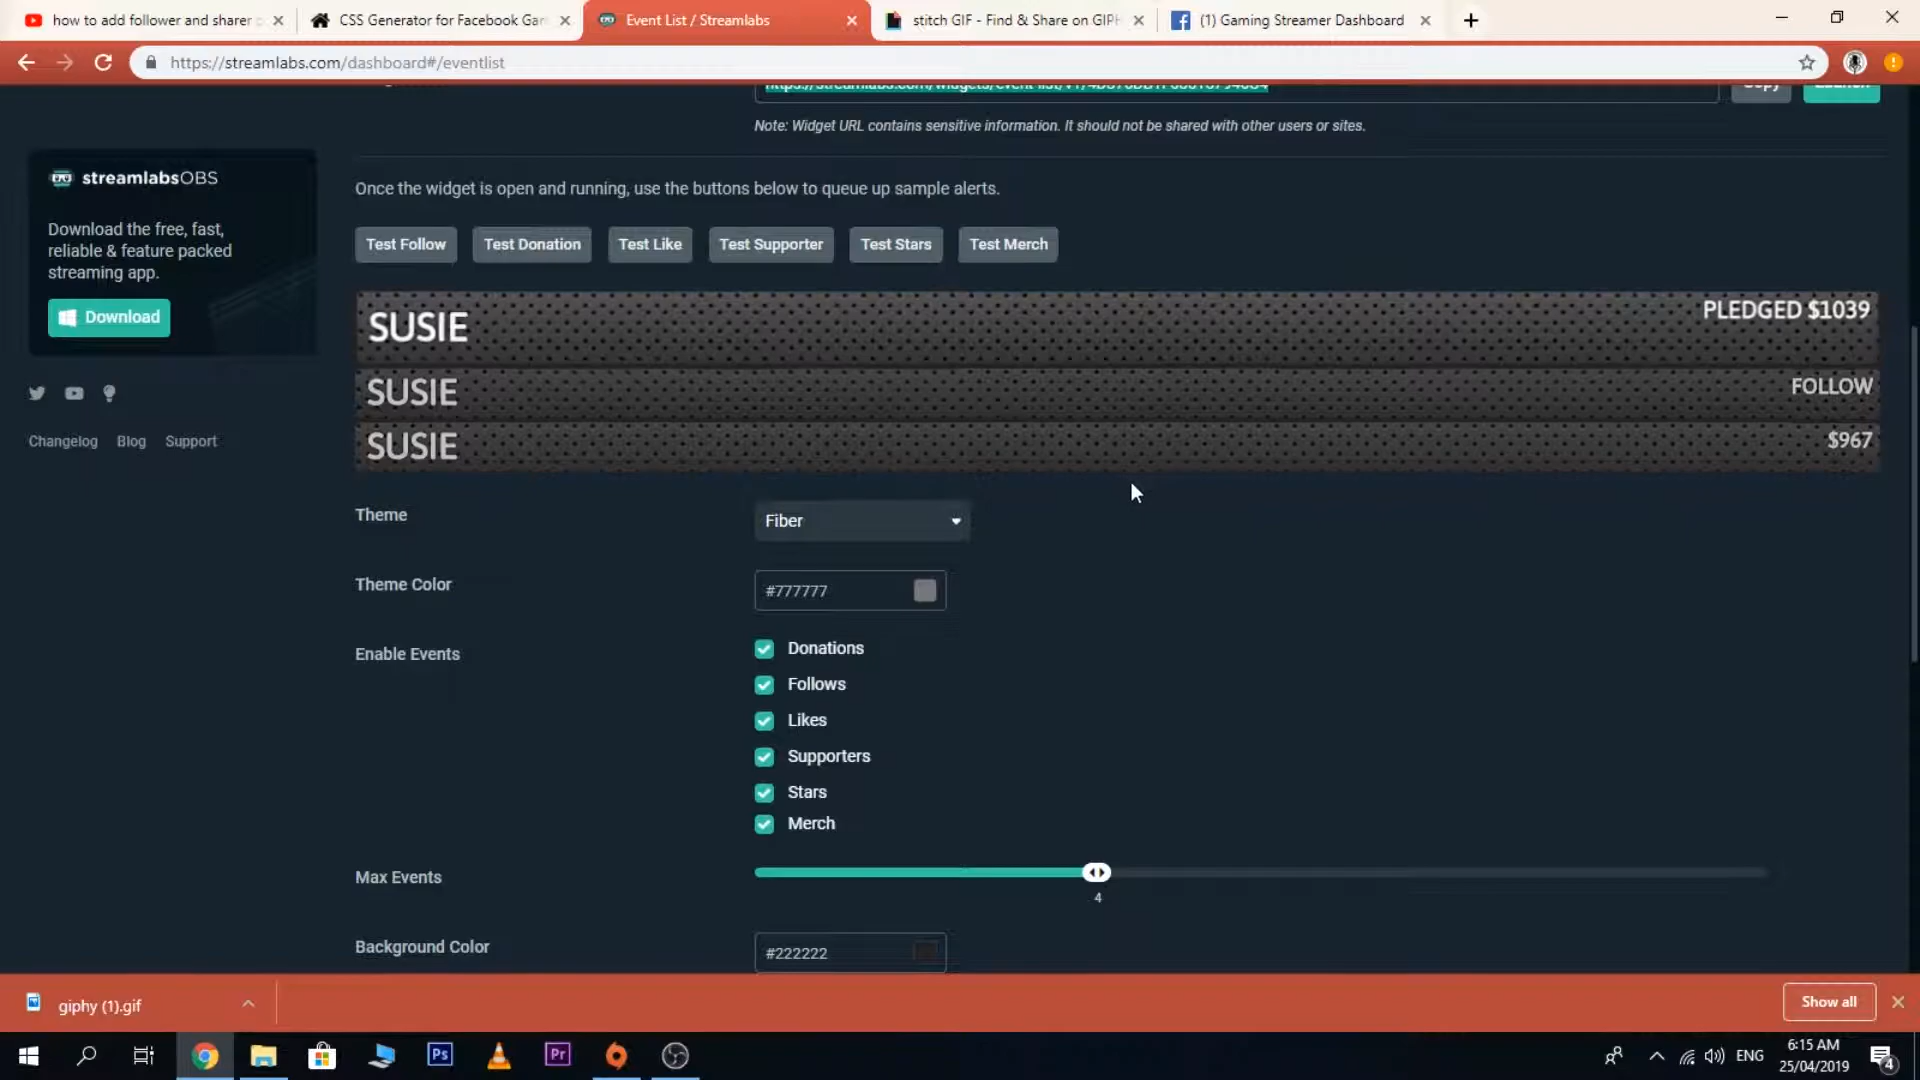 how to add follower and sharer
CSS Generator for Facebook Gam
Event List / Streamlabs
stitch GIF - Find & Share on GIPH
(1) Gaming Streamer Dashboard
https://streamlabs.com/dashboard#/eventlist
Copy
Launch
Note: Widget URL contains sensitive information. It should not be shared with other users or sites.
streamlabsOBS
Download the free, fast,
reliable & feature packed
streaming app.
Download
Changelog
Blog
Support
Once the widget is open and running, use the buttons below to queue up sample alerts.
Test Follow
Test Donation
Test Like
Test Supporter
Test Stars
Test Merch
SUSIE
PLEDGED $1039
SUSIE
FOLLOW
SUSIE
$967
Theme
Fiber
Theme Color
#777777
Enable Events
Donations
Follows
Likes
Supporters
Stars
Merch
Max Events
4
Background Color
#222222
giphy (1).gif
Show all
Ps
Pr
ENG
6:15 AM
25/04/2019
4